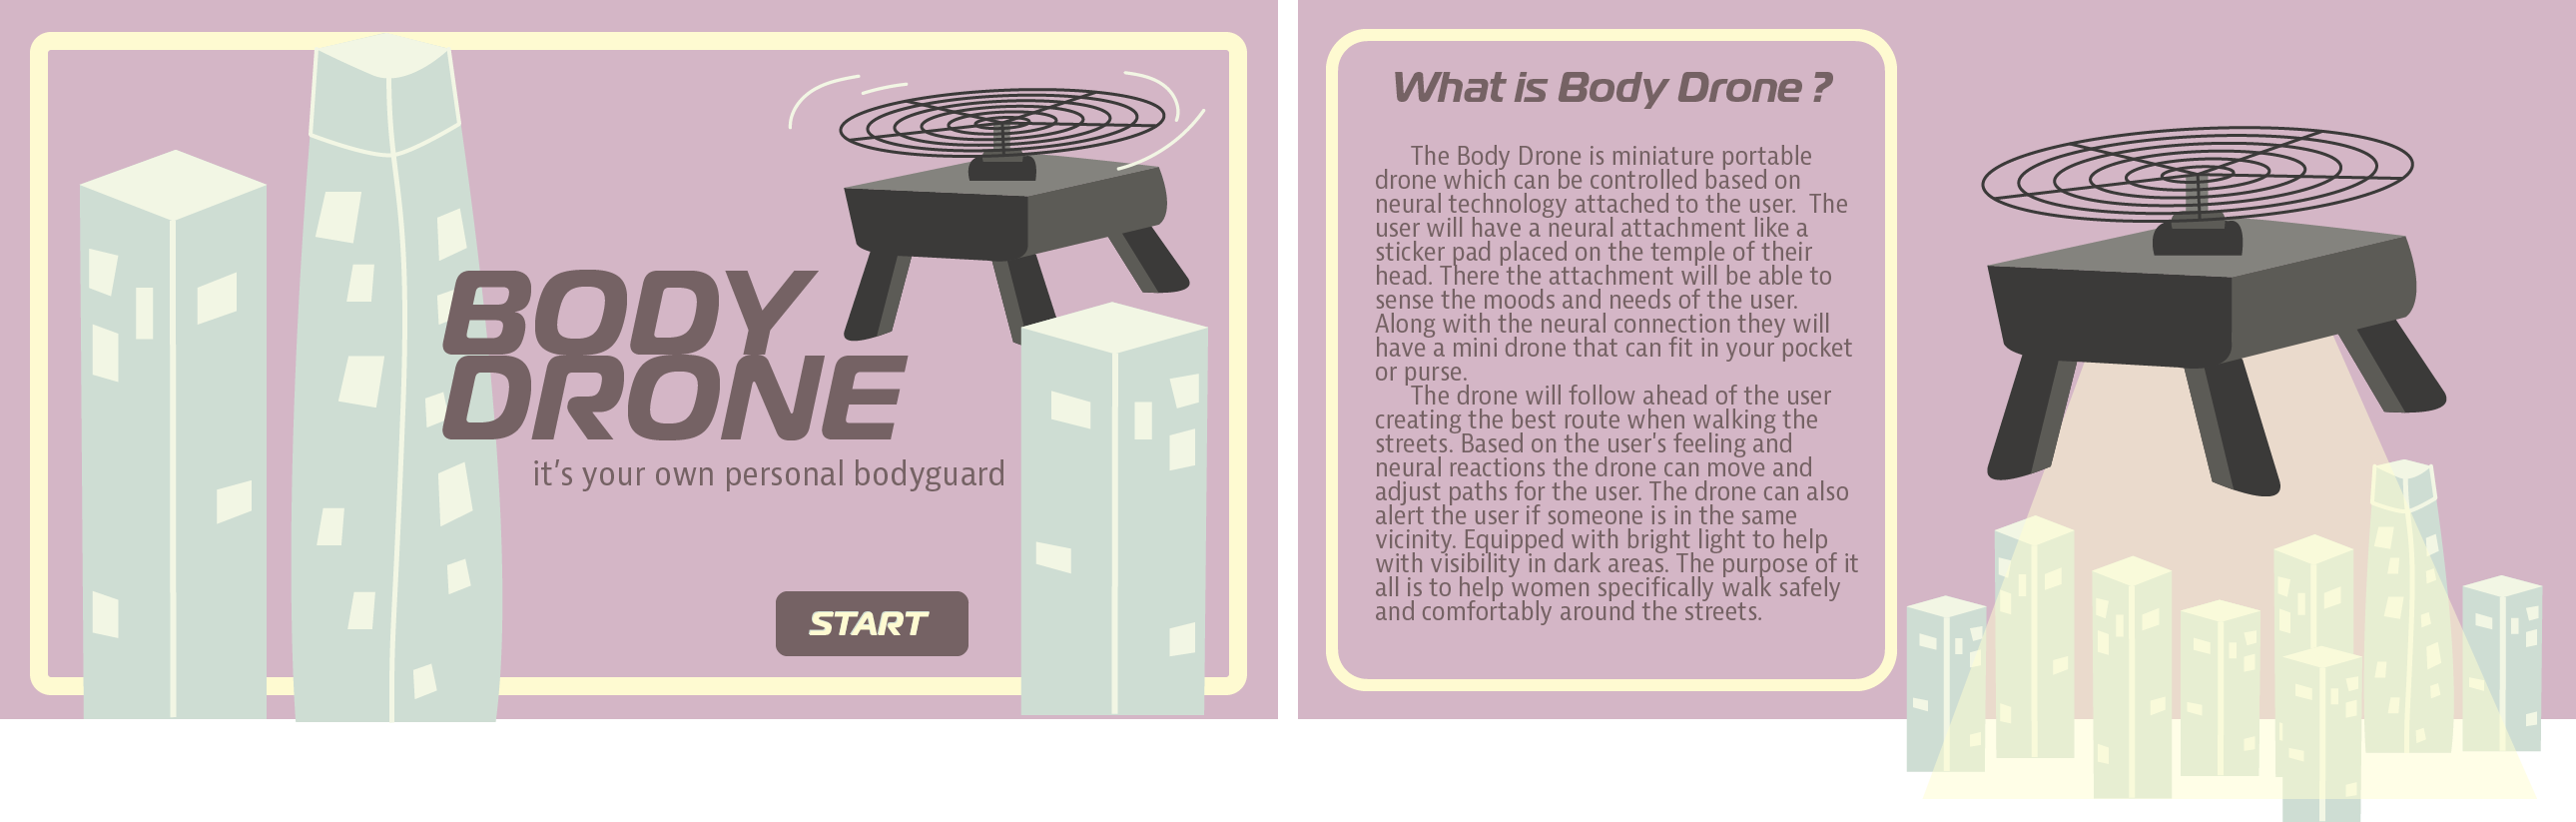 BODY
DRONE
it's your own personal bodyguard
START
What is Body Drone ?
The Body Drone is miniature portable
drone which can be controlled based on
neural technology attached to the user.  The
user will have a neural attachment like a
sticker pad placed on the temple of their
head. There the attachment will be able to
sense the moods and needs of the user.
Along with the neural connection they will
have a mini drone that can fit in your pocket
or purse.
The drone will follow ahead of the user
creating the best route when walking the
streets. Based on the user's feeling and
neural reactions the drone can move and
adjust paths for the user. The drone can also
alert the user if someone is in the same
vicinity. Equipped with bright light to help
with visibility in dark areas. The purpose of it
all is to help women specifically walk safely
and comfortably around the streets.